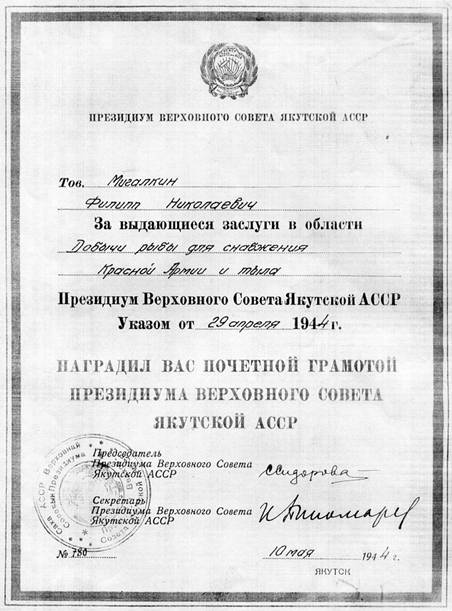 ПРЕЗИДИУМ ВЕРХОВНОГО СОВЕТА ЯКУТСКОЙ АССР
Тов. Мигалкин
Филипп Николаевич
За выдающиеся заслуги в области
Добычи рыбы для снабжения
Красной Армии и тыла
Президиум Верховного Совета Якутской АССР
Указом от 29 апреля 1944 г.
НАГРАДИЛ ВАС ПОЧЕТНОЙ ГРАМОТОЙ
ПРЕЗИДИУМА ВЕРХОВНОГО СОВЕТА
ЯКУТСКОЙ АССР
Председатель
Президиума Верховного Совета
Якутской АССР
ССидорова
Секретарь
Президиума Верховного Совета
Якутской АССР
№ 180
10 мая 1944 г.
ЯКУТСК